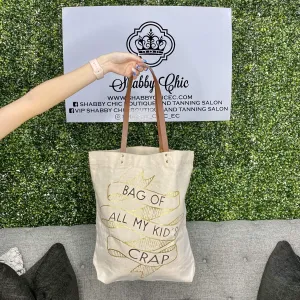 Shabby Chic
WWW.SHABBYCHICEC.COM
SHABBY CHIC BOUTIQUE AND TANNING SALON
VIP SHABBY CHIC BOUTIQUE AND TANNING SALON
BAG OF
ALL MY KID'S
CRAP